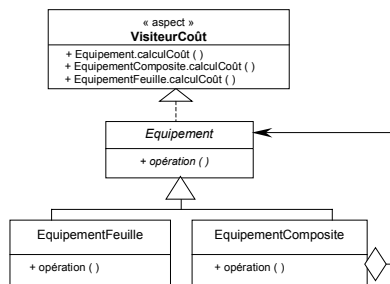 « aspect »
VisiteurCoût
+ Equipement.calculCoût ( )
+ EquipementComposite.calculCoût ( )
+ EquipementFeuille.calculCoût ( )
Equipement
+ opération ( )
EquipementFeuille
+ opération ( )
EquipementComposite
+ opération ( )